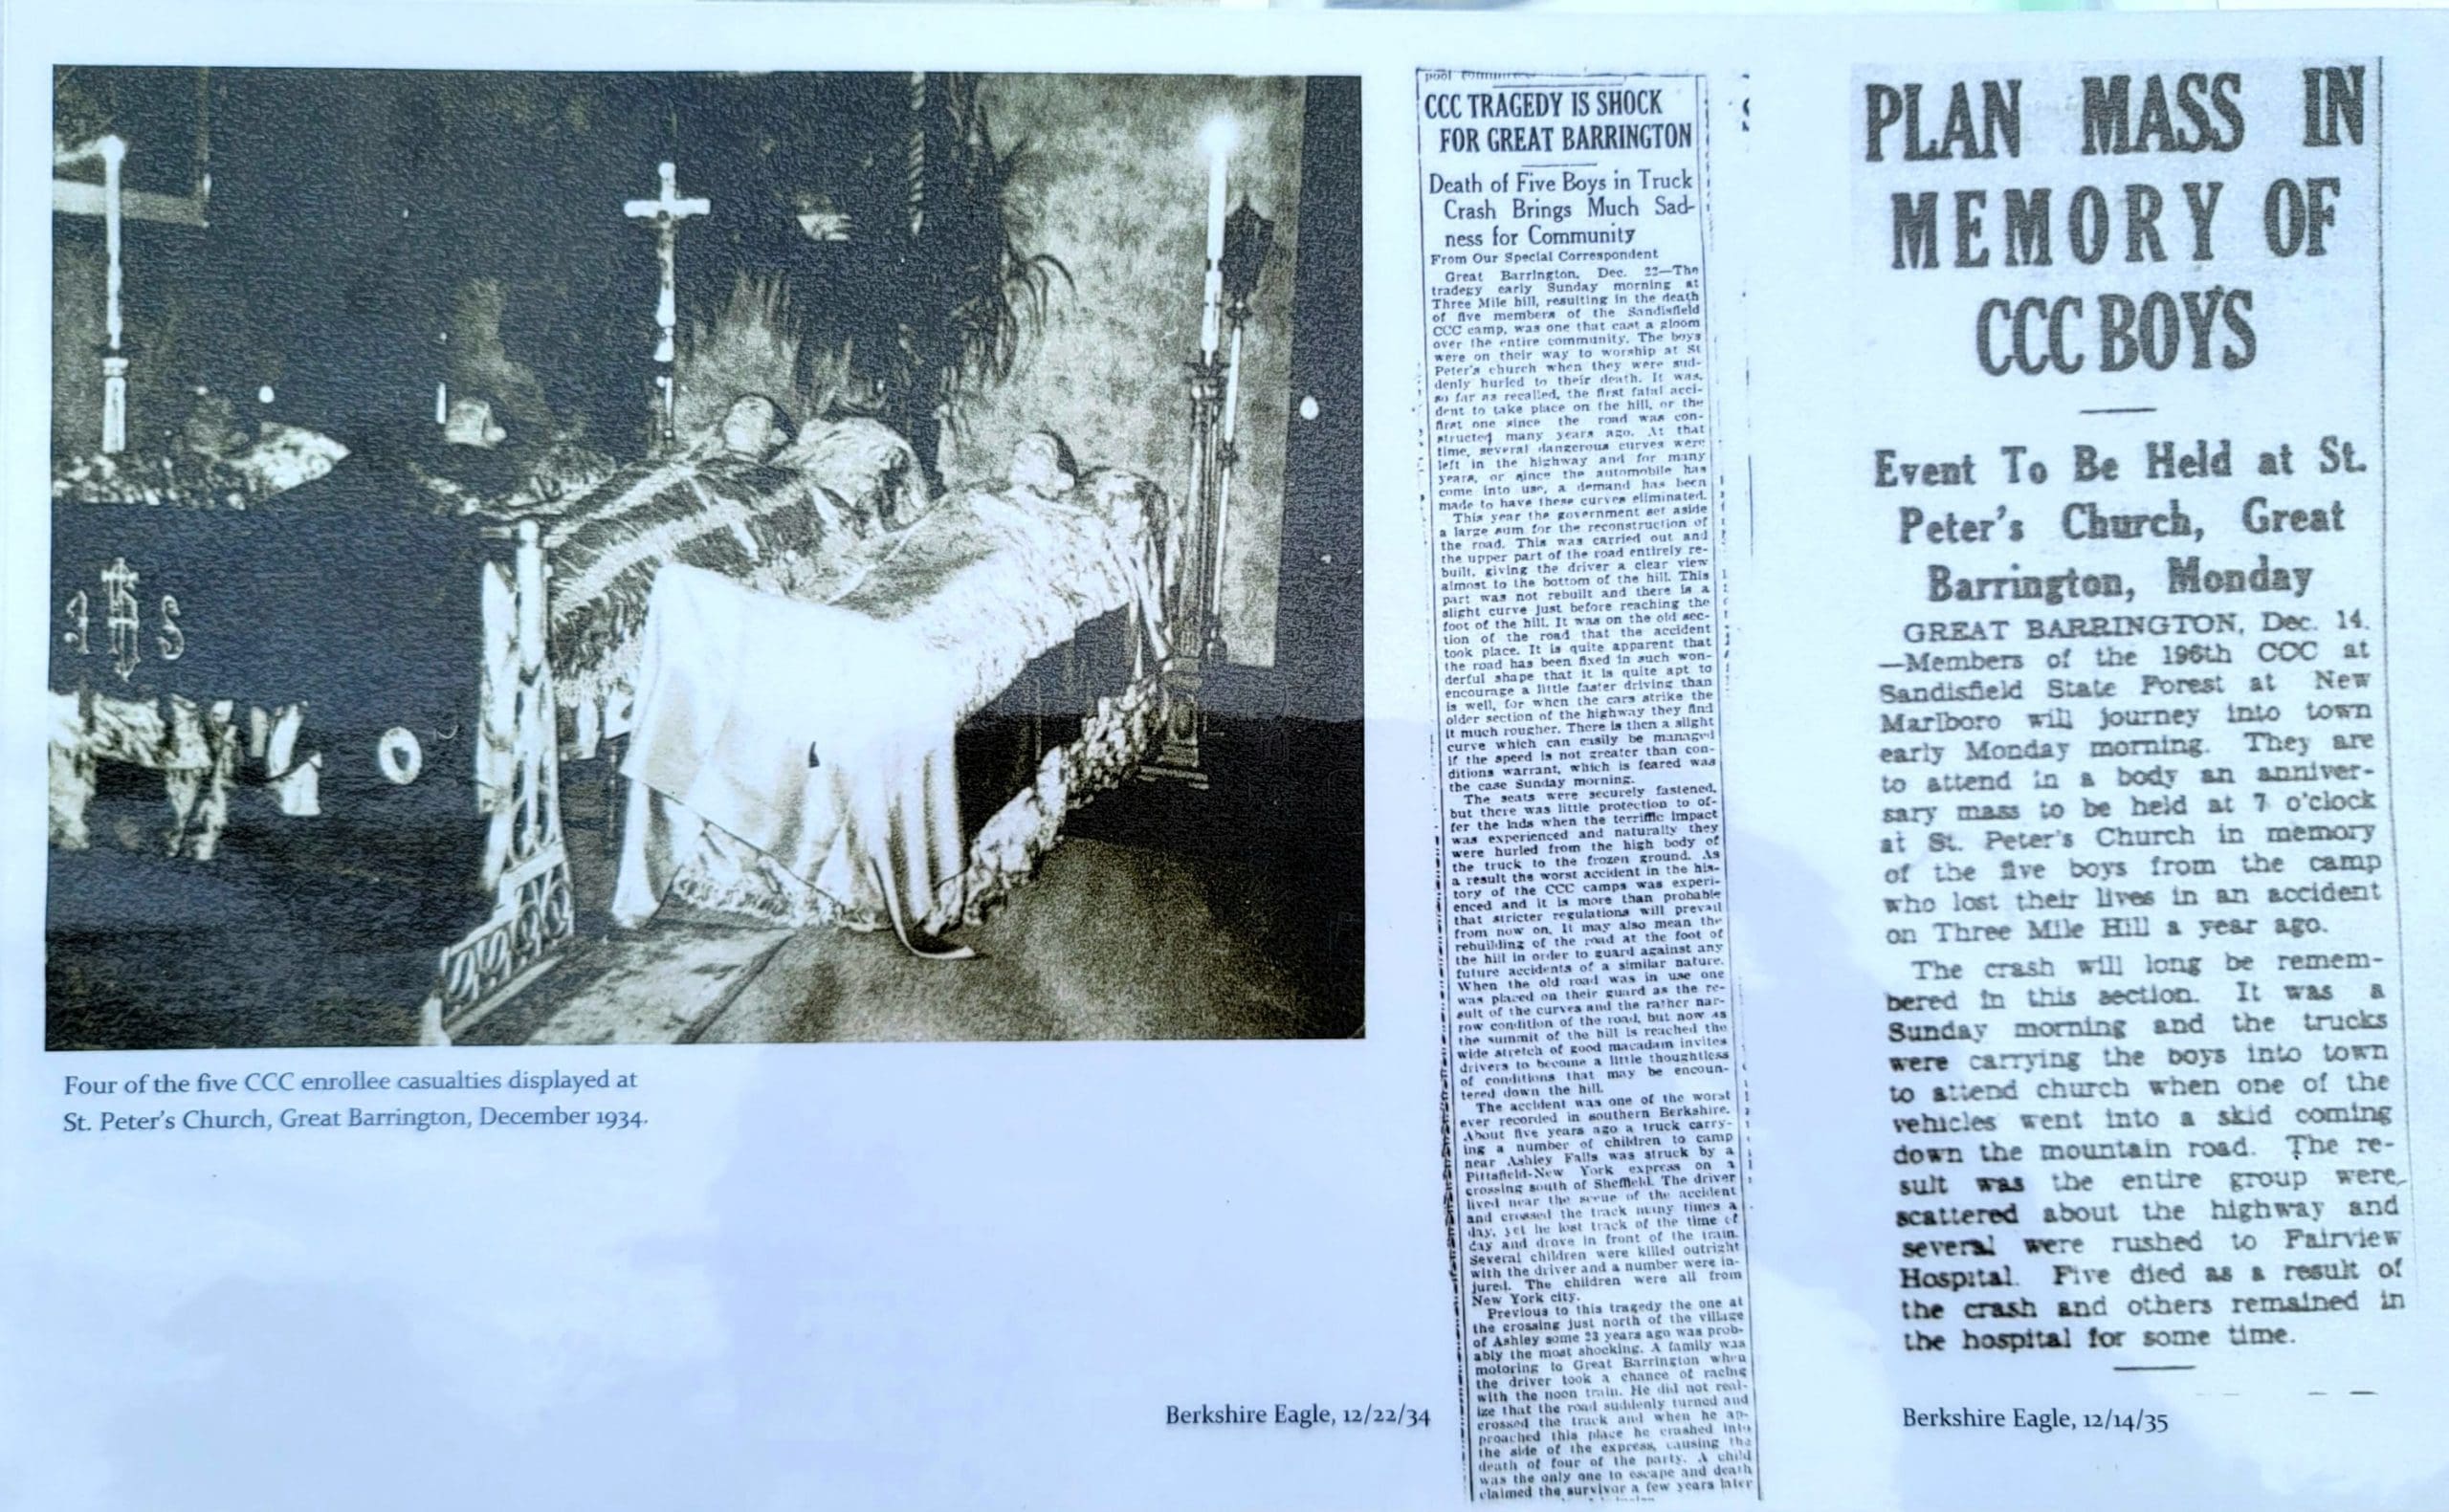 IHS
Four of the five CCC enrollee casualties displayed at
St. Peter's Church, Great Barrington, December 1934.
pool
CCC TRAGEDY IS SHOCK
FOR GREAT BARRINGTON
Death of Five Boys in Truck
Crash Brings Much Sad-
ness for Community
From Our Special Correspondent
Great Barrington, Dec. 22—The
tradegy early Sunday morning at
Three Mile hill, resulting in the death
of five members of the Sandisfield
CCC camp, was one that cast a gloom
over the entire community. The boys
were on their way to worship at St
Peter's church when they were sud-
denly hurled to their death. It was,
so far as recalled, the first fatal acci-
dent to take place on the hill, or the
first one since the road was con-
structed many years ago. At that
time, several dangerous curves were
left in the highway and for many
years, or since the automobile has
come into use, a demand has been
made to have these curves eliminated.
This year the government set aside
a large sum for the reconstruction of
the road. This was carried out and
the upper part of the road entirely re-
built, giving the driver a clear view
almost to the bottom of the hill. This
part was not rebuilt and there is a
slight curve just before reaching the
foot of the hill. It was on the old sec-
tion of the road that the accident
took place. It is quite apparent that
the road has been fixed in such won-
derful shape that it is quite apt to
encourage a little faster driving than
is well, for when the cars strike the
older section of the highway they find
it much rougher. There is then a slight
curve which can easily be managed
if the speed is not greater than con-
ditions warrant, which is feared was
the case Sunday morning.
The seats were securely fastened,
but there was little protection to of-
fer the lads when the terriffic impact
was experienced and naturally they
were hurled from the high body of
the truck to the frozen ground. As
a result the worst accident in the his-
tory of the CCC camps was experi-
enced and it is more than probable
that stricter regulations will prevail
from now on. It may also mean the
rebuilding of the road at the foot of
the hill in order to guard against any
future accidents of a similar nature.
When the old road was in use one
was placed on their guard as the re-
sult of the curves and the rather nar-
row condition of the road, but now as
the summit of the hill is reached the
wide stretch of good macadam invites
drivers to become a little thoughtless
of conditions that may be encoun-
tered down the hill.
The accident was one of the worst
ever recorded in southern Berkshire.
About five years ago a truck carry-
ing a number of children to camp
near Ashley Falls was struck by a
Pittsfield-New York express on a
crossing south of Sheffield. The driver
lived near the scene of the accident
and crossed the track many times a
day, yet he lost track of the time of
day and drove in front of the train.
Several children were killed outright
with the driver and a number were in-
jured. The children were all from
New York city.
Previous to this tragedy the one at
the crossing just north of the village
of Ashley some 23 years ago was prob-
ably the most shocking. A family was
motoring to Great Barrington when
the driver took a chance of racing
with the noon train. He did not real-
ize that the road suddenly turned and
crossed the track and when he ap-
proached this place he crashed into
the side of the express, causing the
death of four of the party. A child
was the only one to escape and death
claimed the survivor a few years later
Berkshire Eagle, 12/22/34
PLAN MASS IN
MEMORY OF
CCC BOYS
Event To Be Held at St.
Peter's Church, Great
Barrington, Monday
GREAT BARRINGTON, Dec. 14.
—Members of the 196th CCC at
Sandisfield State Forest at New
Marlboro will journey into town
early Monday morning. They are
to attend in a body an anniver-
sary mass to be held at 7 o'clock
at St. Peter's Church in memory
of the five boys from the camp
who lost their lives in an accident
on Three Mile Hill a year ago.
The crash will long be remem-
bered in this section. It was a
Sunday morning and the trucks
were carrying the boys into town
to attend church when one of the
vehicles went into a skid coming
down the mountain road. The re-
sult was the entire group were
scattered about the highway and
several were rushed to Fairview
Hospital. Five died as a result of
the crash and others remained in
the hospital for some time.
Berkshire Eagle, 12/14/35